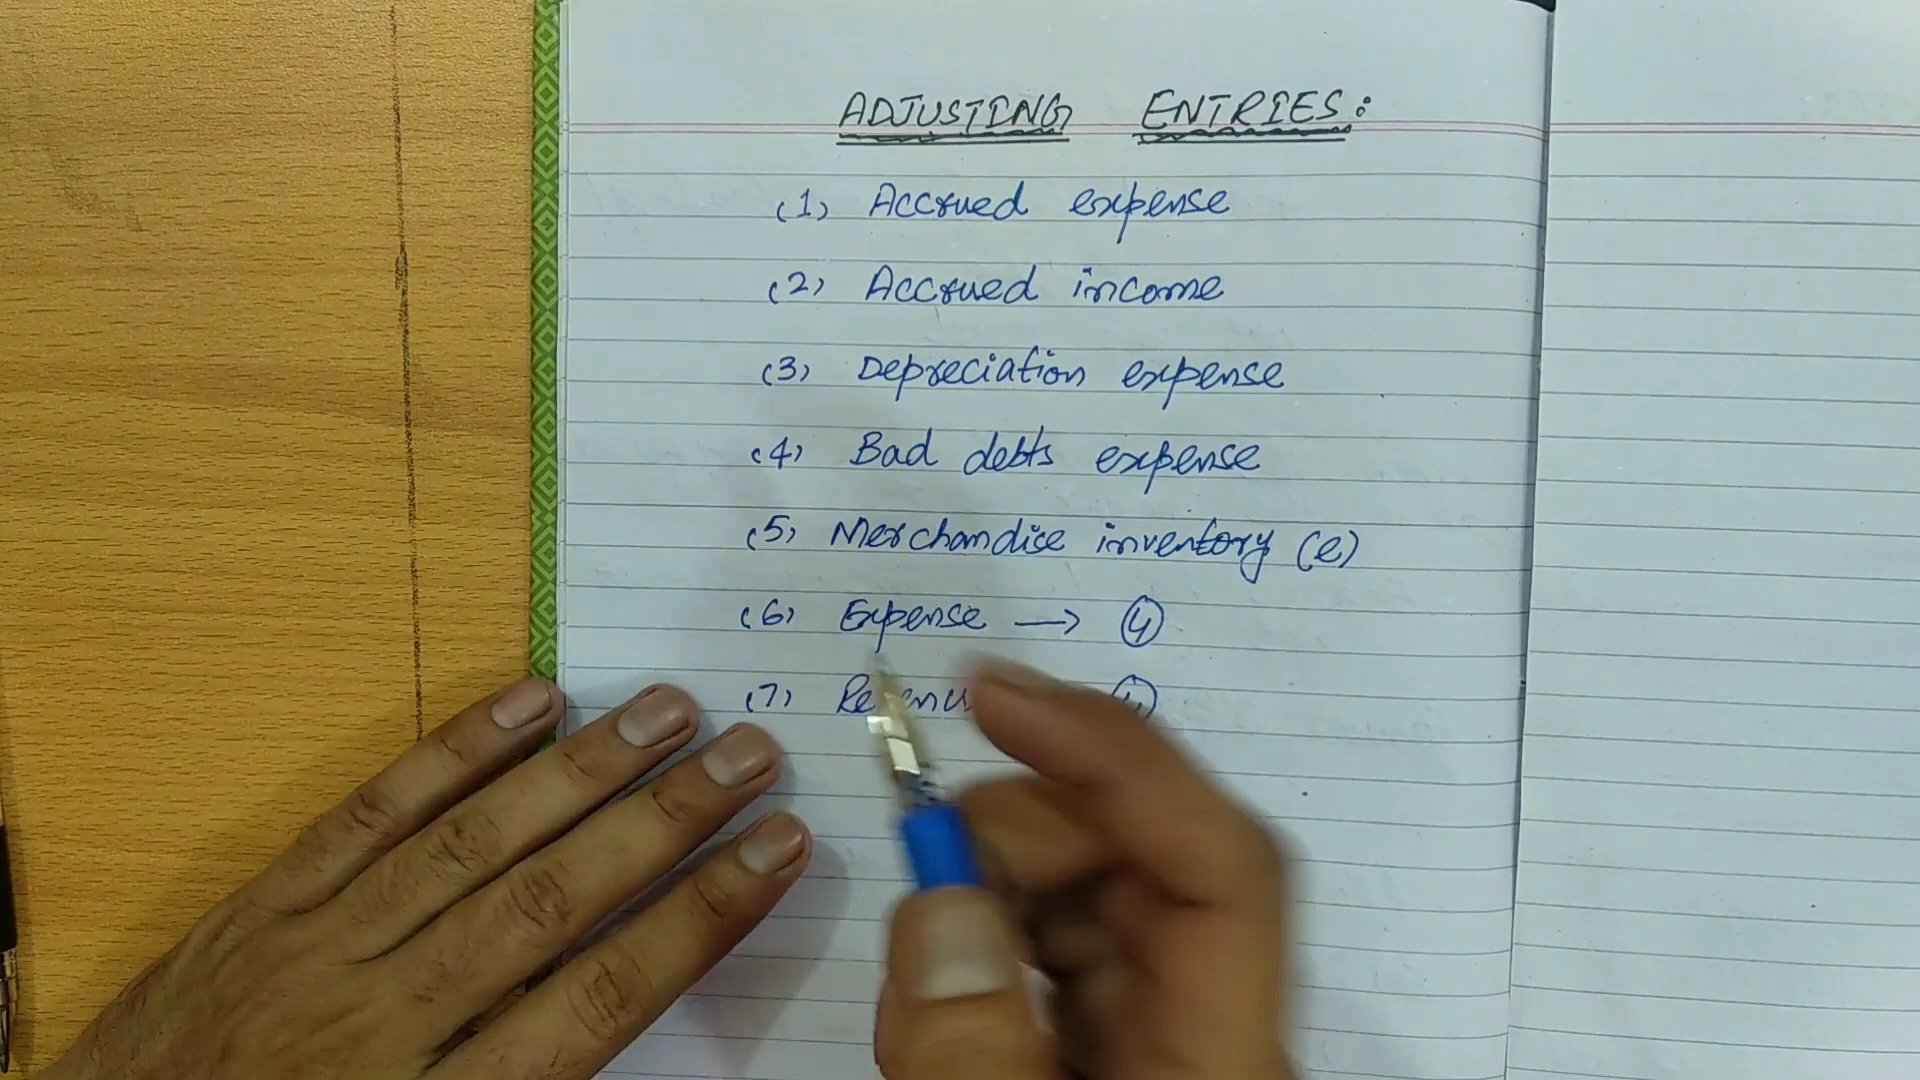 ADJUSTING ENTRIES:
(1) Accrued expense
(2) Accrued income
(3) Depreciation expense
(4) Bad debts expense
(5) Merchandise inventory (e)
(6) Expense → ④
(7)